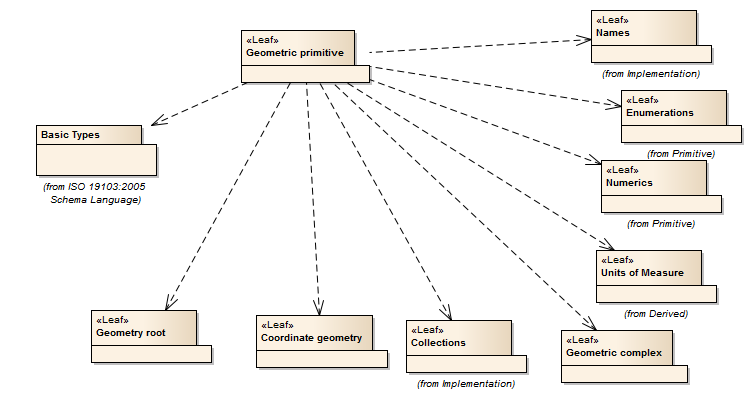 «Leaf»
Geometric primitive
«Leaf»
Names
(from Implementation)
«Leaf»
Enumerations
(from Primitive)
Basic Types
(from ISO 19103:2005
Schema Language)
«Leaf»
Numerics
(from Primitive)
«Leaf»
Units of Measure
(from Derived)
«Leaf»
Geometry root
«Leaf»
Coordinate geometry
«Leaf»
Collections
(from Implementation)
«Leaf»
Geometric complex